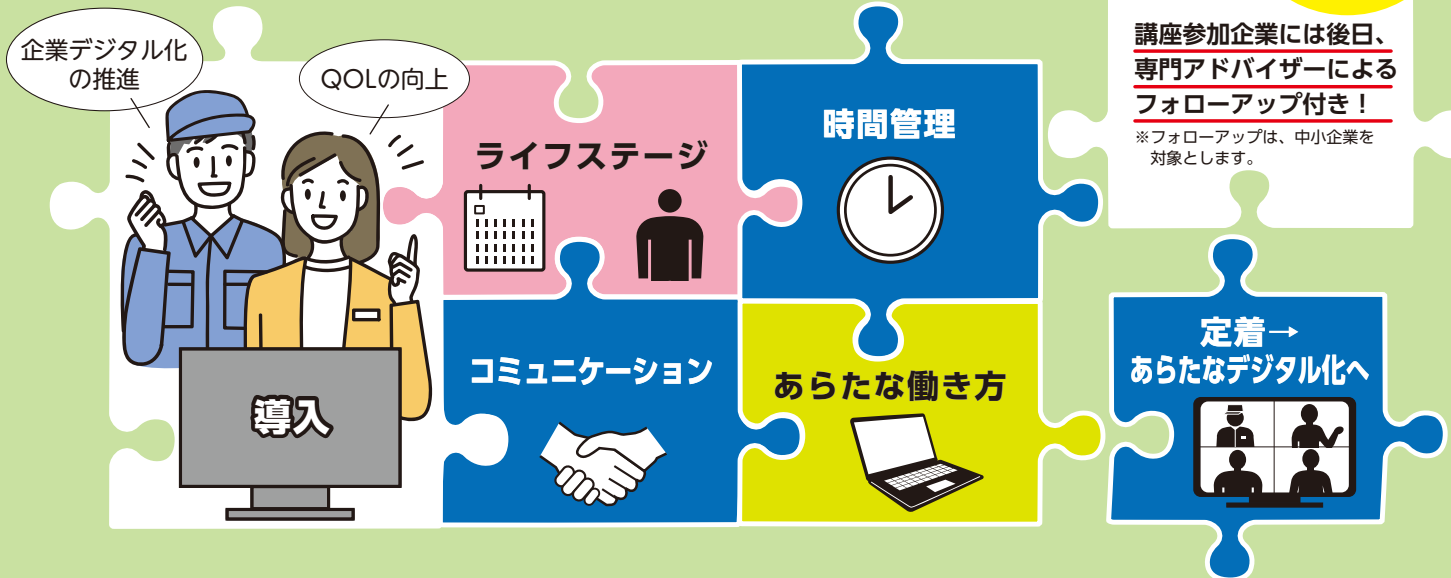 企業デジタル化
の推進
QOLの向上
導入
ライフステージ
時間管理
コミュニケーション
あらたな働き方
講座参加企業には後日、
専門アドバイザーによる
フォローアップ付き！
※フォローアップは、中小企業を
対象とします。
定着→
あらたなデジタル化へ